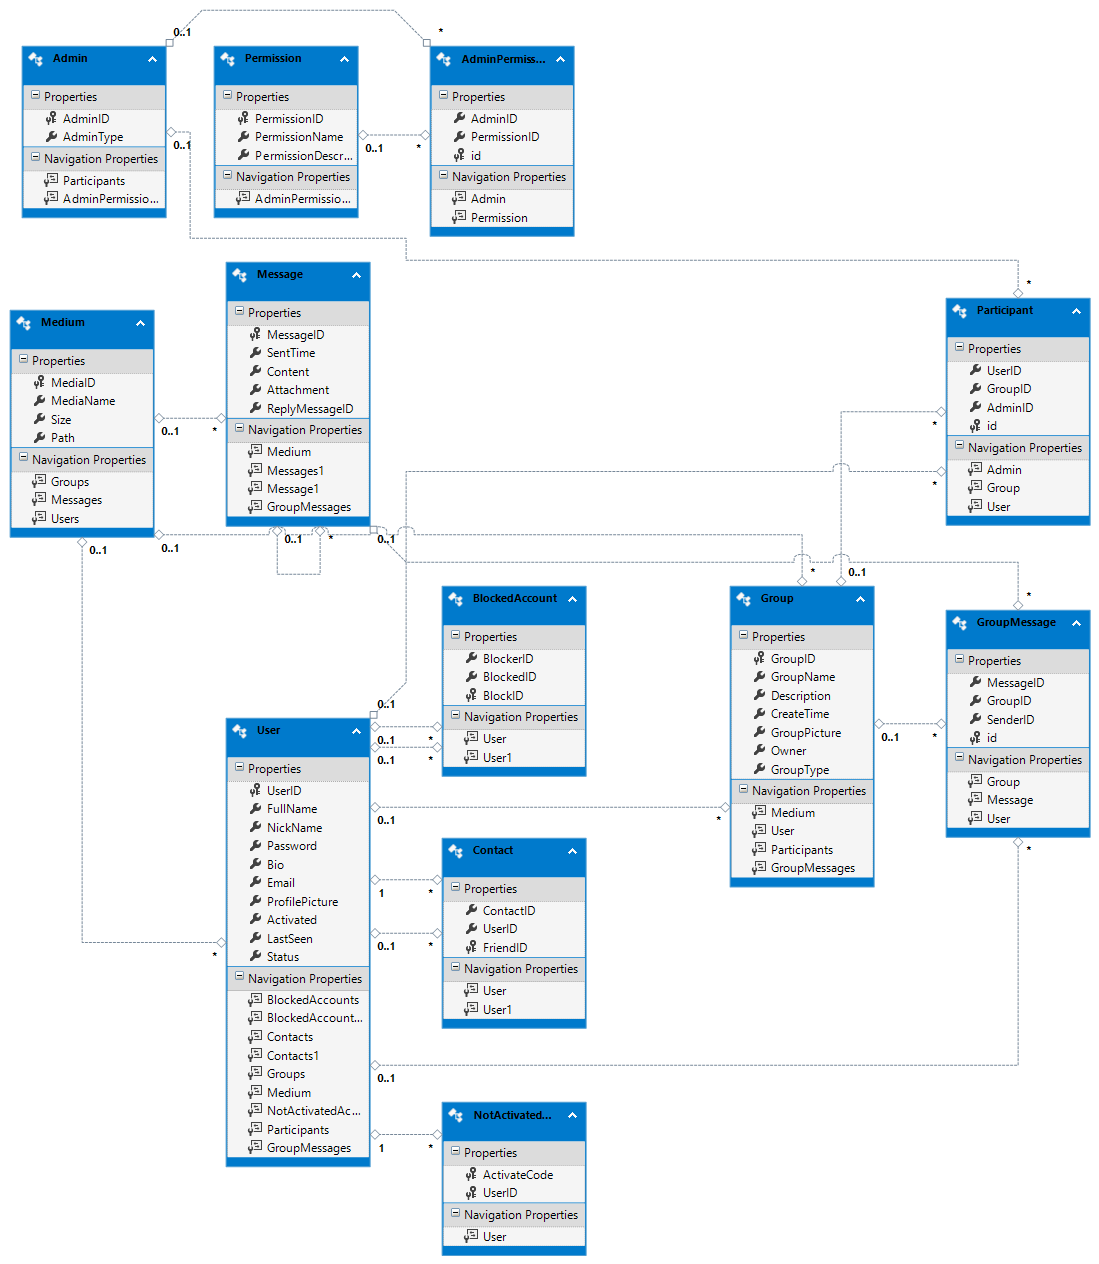 0..1
*
Admin
Properties
AdminID
AdminType
Navigation Properties
Participants
AdminPermissio...
0..1
Permission
Properties
PermissionID
PermissionName
PermissionDescr...
Navigation Properties
AdminPermissio...
0..1
*
AdminPermiss...
Properties
AdminID
PermissionID
id
Navigation Properties
Admin
Permission
Message
Properties
MessageID
SentTime
Content
Attachment
ReplyMessageID
Navigation Properties
Medium
Messages1
Message1
GroupMessages
0..1
*
0..1
Medium
Properties
MediaID
MediaName
Size
Path
Navigation Properties
Groups
Messages
Users
0..1
*
0..1
0..1
*
Participant
Properties
UserID
GroupID
AdminID
id
Navigation Properties
Admin
Group
User
*
*
*
0..1
*
BlockedAccount
Properties
BlockerID
BlockedID
BlockID
Navigation Properties
User
User1
Group
Properties
GroupID
GroupName
Description
CreateTime
GroupPicture
Owner
GroupType
Navigation Properties
Medium
User
Participants
GroupMessages
0..1
*
GroupMessage
Properties
MessageID
GroupID
SenderID
id
Navigation Properties
Group
Message
User
*
0..1
0..1
*
0..1
*
User
Properties
UserID
FullName
NickName
Password
Bio
Email
ProfilePicture
Activated
LastSeen
Status
Navigation Properties
BlockedAccounts
BlockedAccount...
Contacts
Contacts1
Groups
Medium
NotActivatedAc...
Participants
GroupMessages
*
0..1
*
1
*
0..1
*
Contact
Properties
ContactID
UserID
FriendID
Navigation Properties
User
User1
0..1
1
*
NotActivated...
Properties
ActivateCode
UserID
Navigation Properties
User